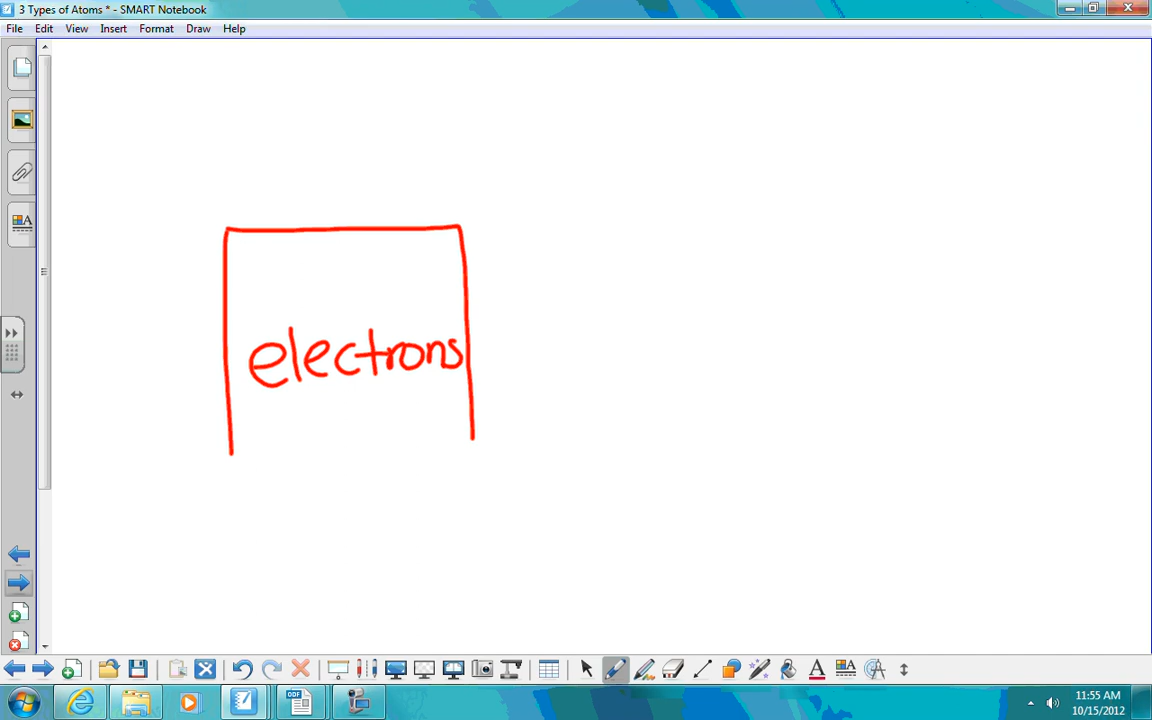 3 Types of Atoms * - SMART Notebook
File Edit View Insert Format Draw Help
electrons
11:55 AM
10/15/2012